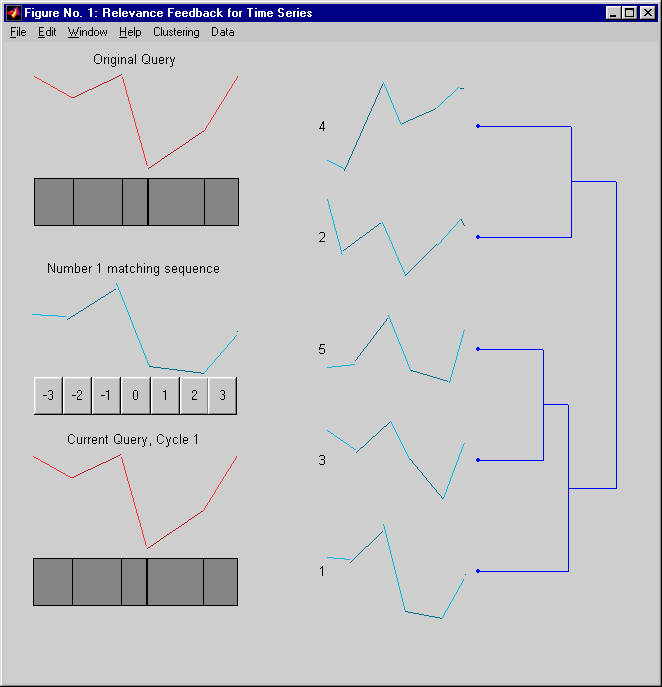 Figure No. 1: Relevance Feedback for Time Series
File Edit Window Help Clustering Data
Original Query
Number 1 matching sequence
-3 -2 -1 0 1 2 3
Current Query, Cycle 1
4
2
5
3
1